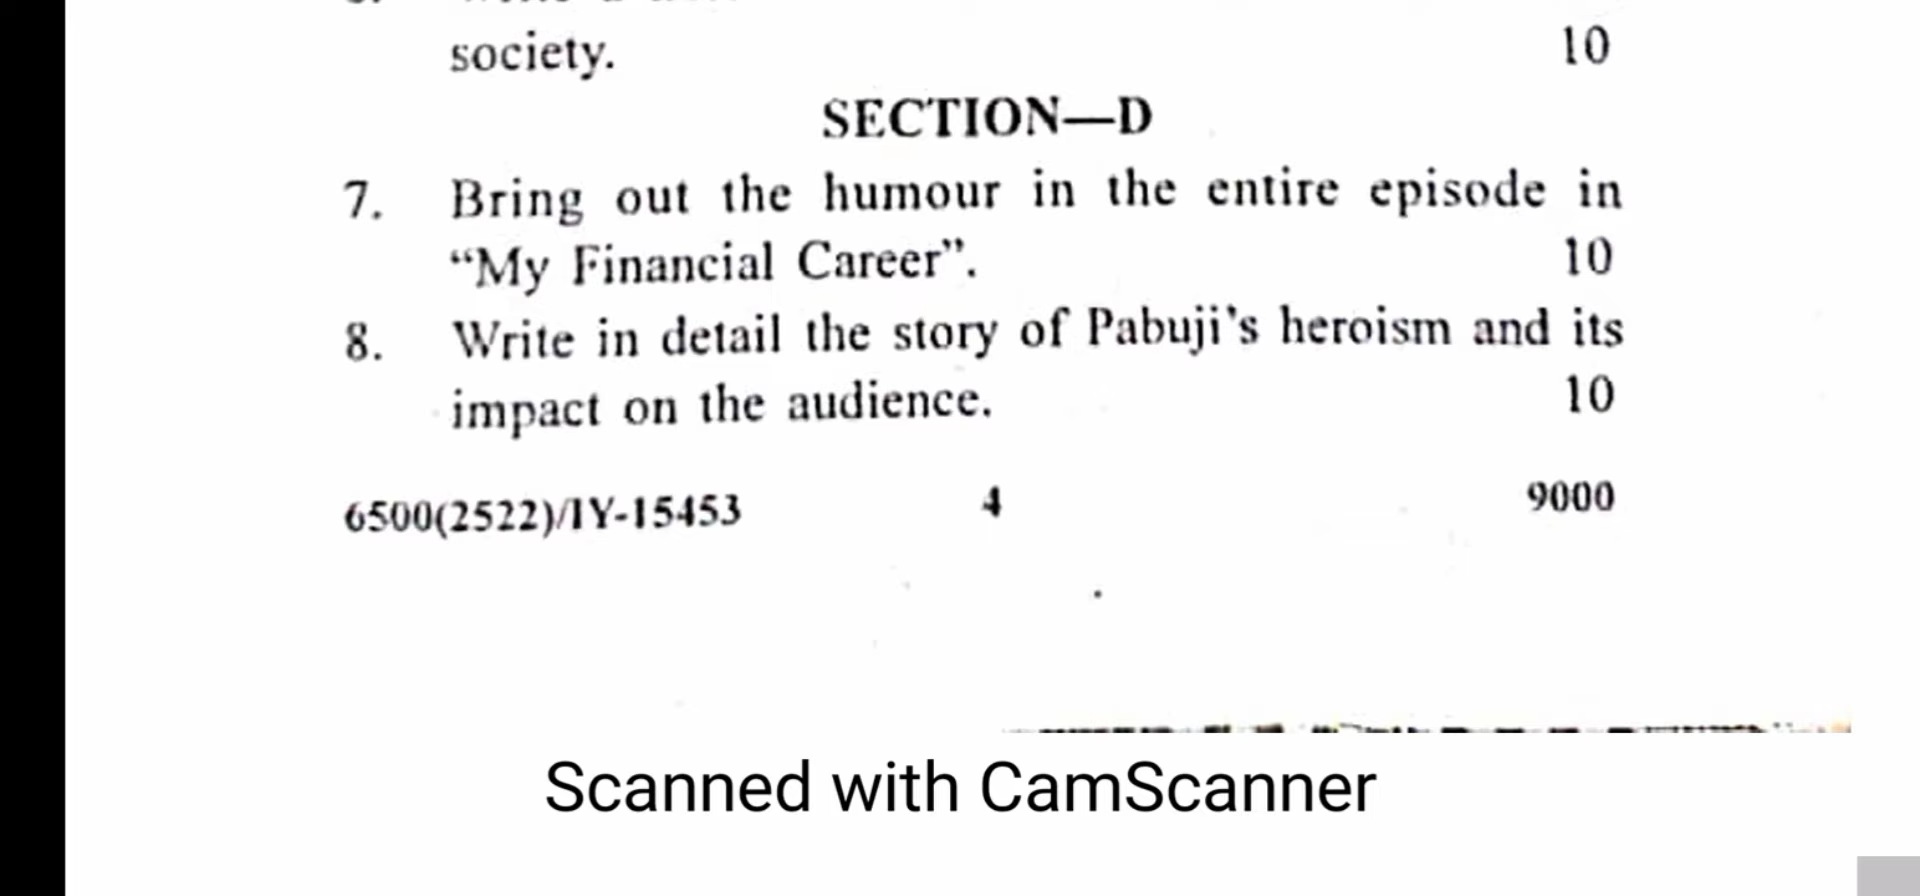 society. 10
SECTION—D
7. Bring out the humour in the entire episode in
“My Financial Career”. 10
8. Write in detail the story of Pabuji’s heroism and its
impact on the audience. 10
6500(2522)/IY-15453 4 9000
Scanned with CamScanner